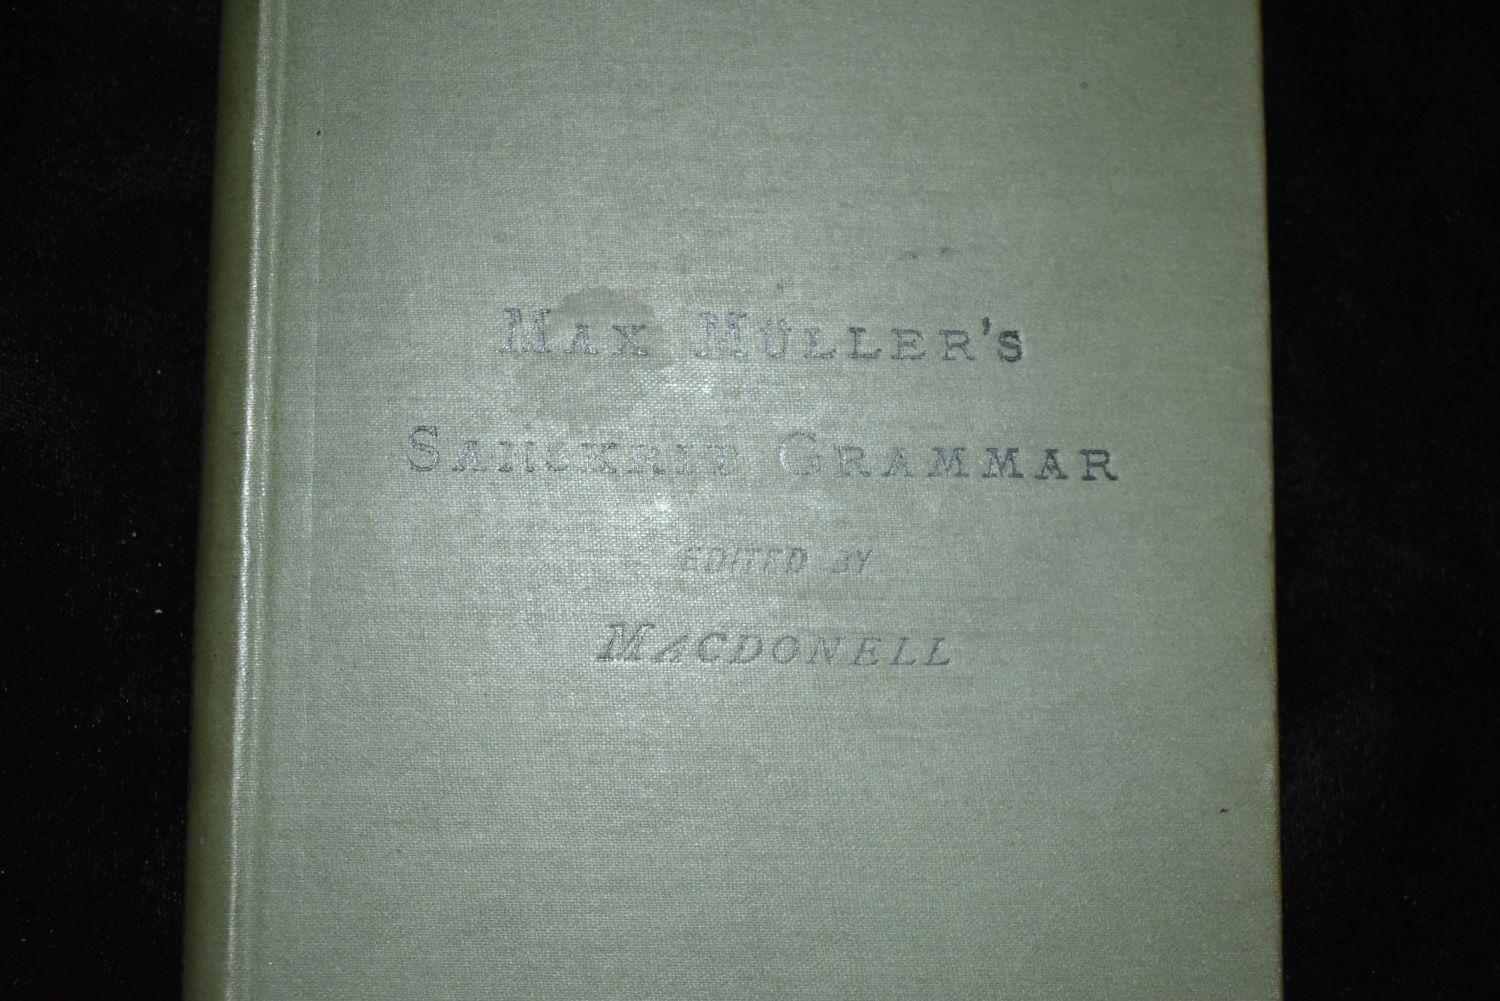 Max Müller's
Sanskrit Grammar
EDITED BY
Macdonell